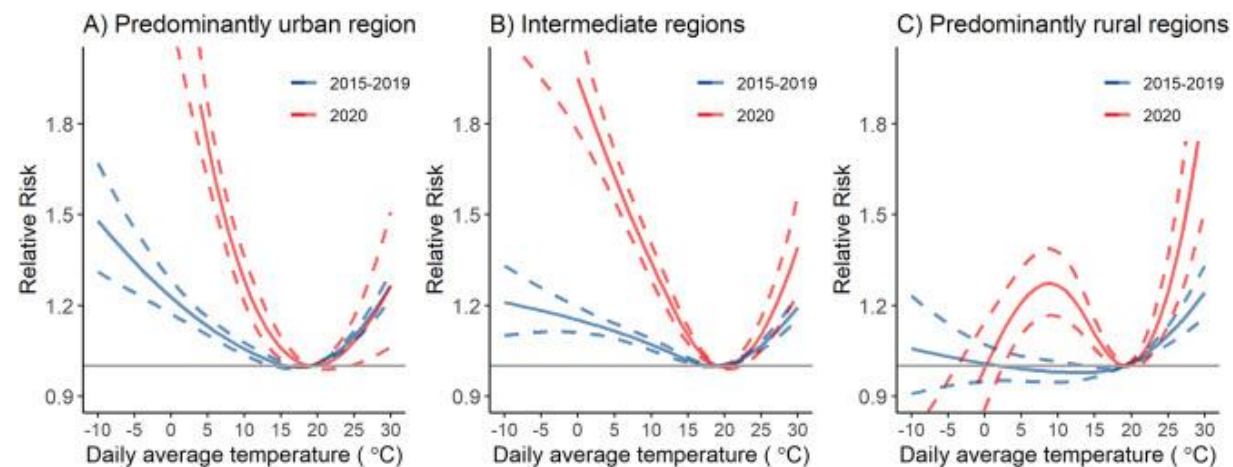 A) Predominantly urban region
B) Intermediate regions
C) Predominantly rural regions
Relative Risk
1.8
1.5
1.2
0.9
2015-2019
2020
-10 -5 0 5 10 15 20 25 30
Daily average temperature ( °C)
Relative Risk
1.8
1.5
1.2
0.9
2015-2019
2020
-10 -5 0 5 10 15 20 25 30
Daily average temperature ( °C)
Relative Risk
1.8
1.5
1.2
0.9
2015-2019
2020
-10 -5 0 5 10 15 20 25 30
Daily average temperature ( °C)